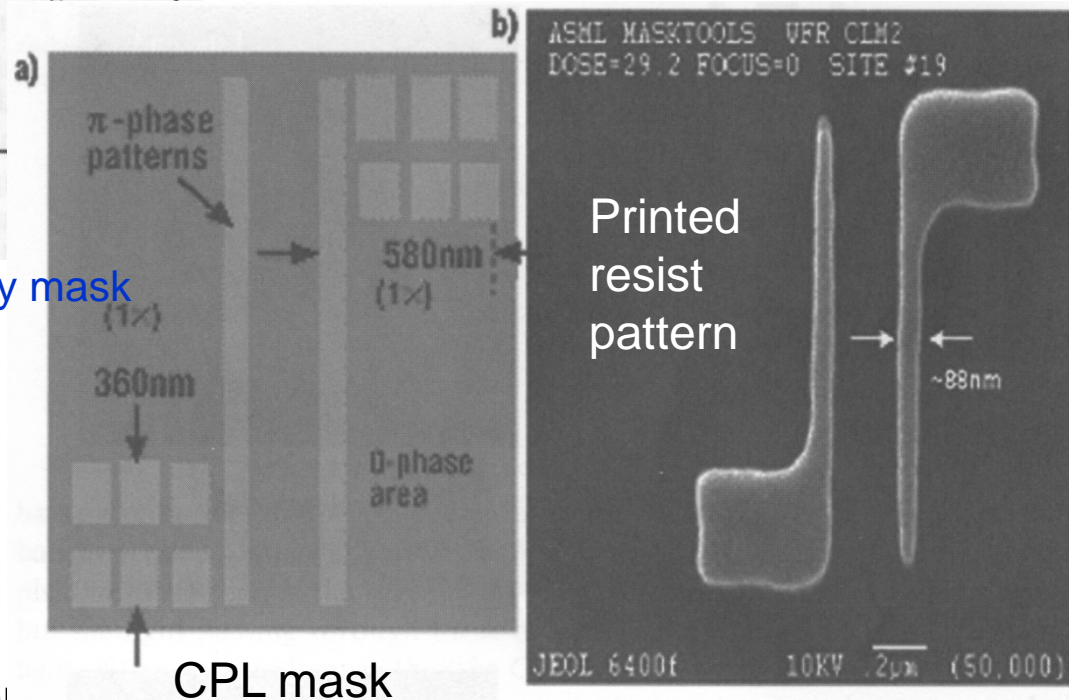 a)
π-phase
patterns
580nm
(1×)
y mask
(1×)
360nm
0-phase
area
CPL mask
b)
ASML MASKTOOLS VFR CLM2
DOSE=29.2 FOCUS=0 SITE #19
Printed
resist
pattern
~88nm
JEOL 6400f 10KV .2µm (50,000)